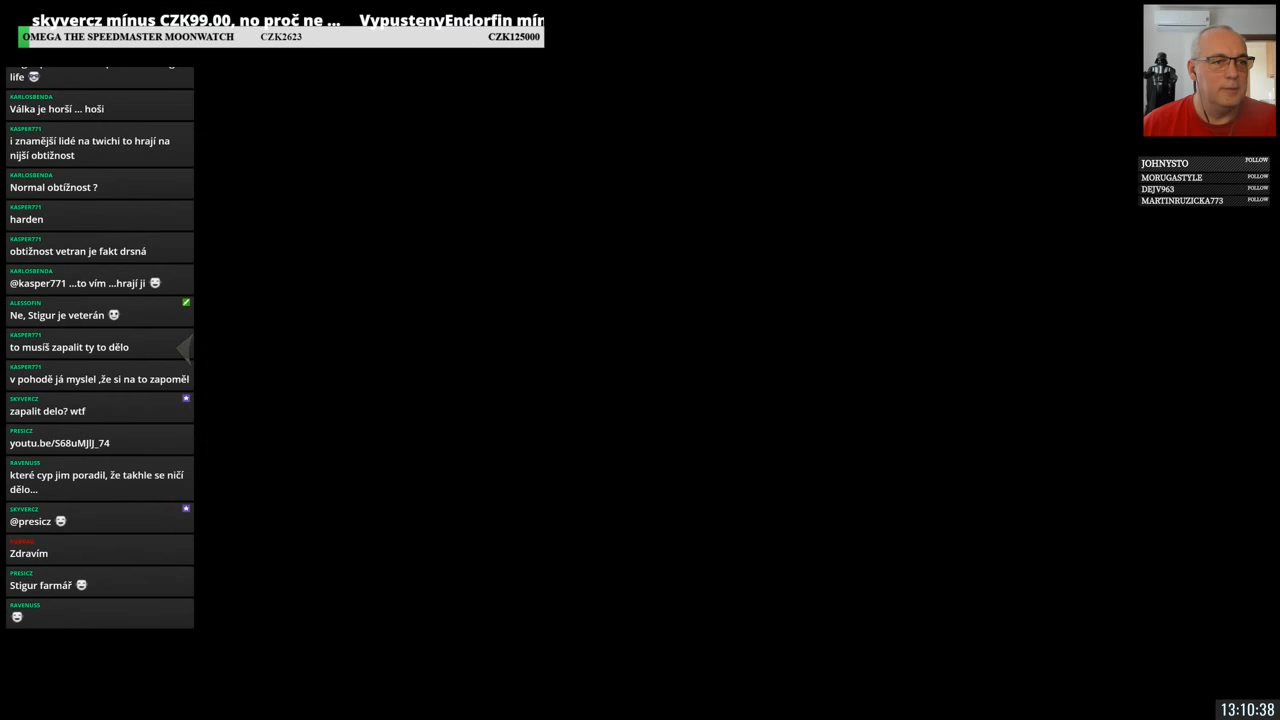 skyvercz mínus CZK99.00, no proč ne ... VypustenyEndorfin mín
OMEGA THE SPEEDMASTER MOONWATCH CZK2623 CZK125000
life
KARLOSBENDA
Válka je horší ... hoši
KASPER771
i znamější lidé na twichi to hrají na
nijší obtižnost
KARLOSBENDA
Normal obtížnost ?
KASPER771
harden
KASPER771
obtižnost vetran je fakt drsná
KARLOSBENDA
@kasper771 ...to vím ...hrají ji
ALESSOFIN
Ne, Stigur je veterán
KASPER771
to musíš zapalit ty to dělo
KASPER771
v pohodě já myslel ,že si na to zapoměl
SKYVERCZ
zapalit delo? wtf
PRESICZ
youtu.be/S68uMJlJ_74
RAVENUSS
které cyp jim poradil, že takhle se ničí
dělo...
SKYVERCZ
@presicz
Zdravím
PRESICZ
Stigur farmář
RAVENUSS
JOHNYSTO FOLLOW
MORUGASTYLE FOLLOW
DEJV963 FOLLOW
MARTINRUZICKA773 FOLLOW
13:10:38